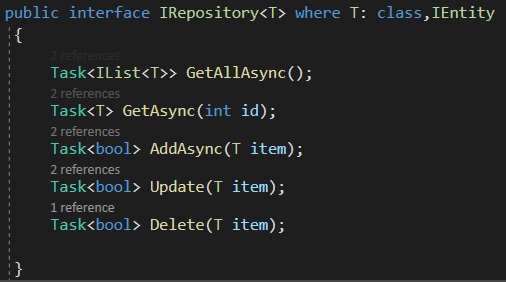 public interface IRepository<T> where T: class,IEntity
{
2 references
Task<IList<T>> GetAllAsync();
2 references
Task<T> GetAsync(int id);
2 references
Task<bool> AddAsync(T item);
2 references
Task<bool> Update(T item);
1 reference
Task<bool> Delete(T item);
}